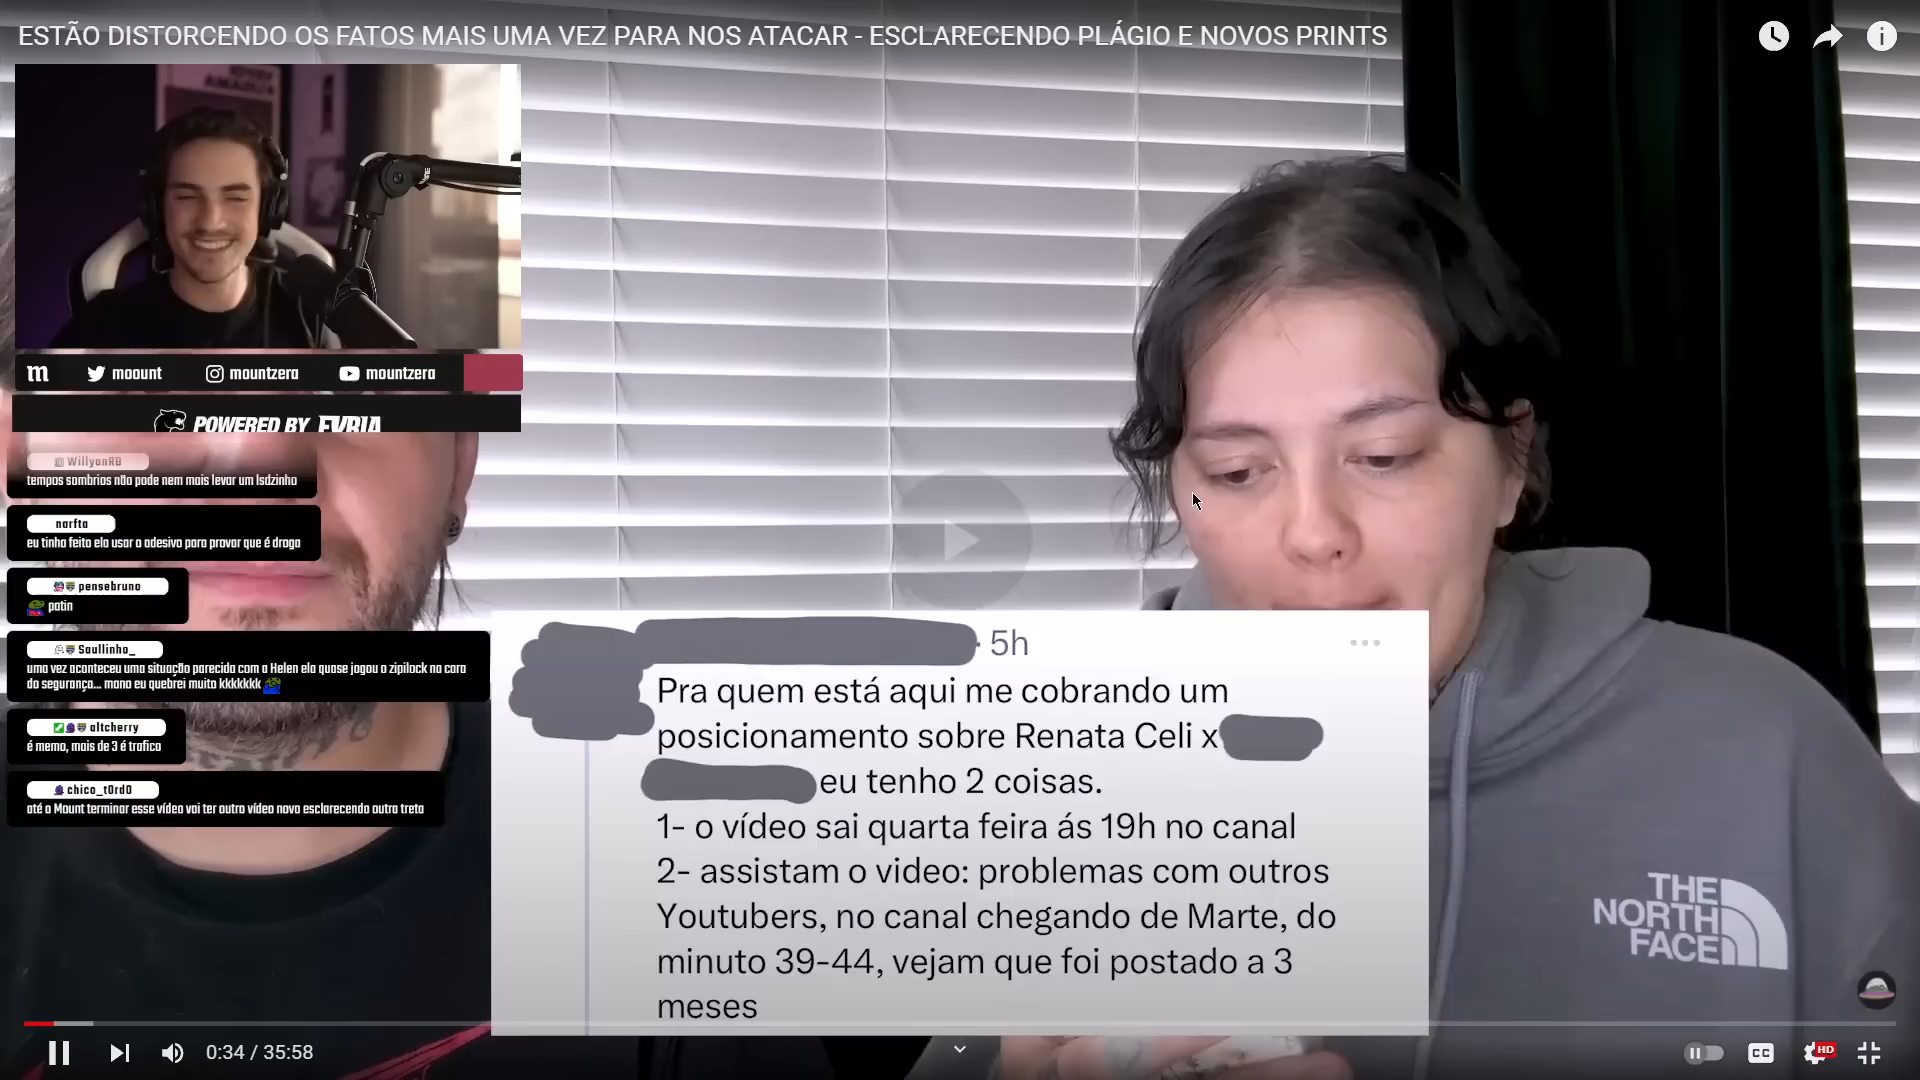 ESTÃO DISTORCENDO OS FATOS MAIS UMA VEZ PARA NOS ATACAR - ESCLARECENDO PLÁGIO E NOVOS PRINTS
m moount mountzera mountzera
POWERED BY FVRIA
WillyanRB
tempos sombrios não pode nem mais levar um lsdzinho
narfta
eu tinha feito ela usar o adesivo para provar que é droga
pensebruno
patin
Saullinho_
uma vez aconteceu uma situação parecida com a Helen ela quase jogou o ziplock na cara
do segurança... mano eu quebrei muito kkkkkkk
altcherry
é memo, mais de 3 é trafico
chico_t0rd0
até o Mount terminar esse vídeo vai ter outro vídeo novo esclarecendo outra treta
· 5h
Pra quem está aqui me cobrando um
posicionamento sobre Renata Celi x
eu tenho 2 coisas.
1- o vídeo sai quarta feira ás 19h no canal
2- assistam o video: problemas com outros
Youtubers, no canal chegando de Marte, do
minuto 39-44, vejam que foi postado a 3
meses
THE
NORTH
FACE
0:34 / 35:58
CC
HD